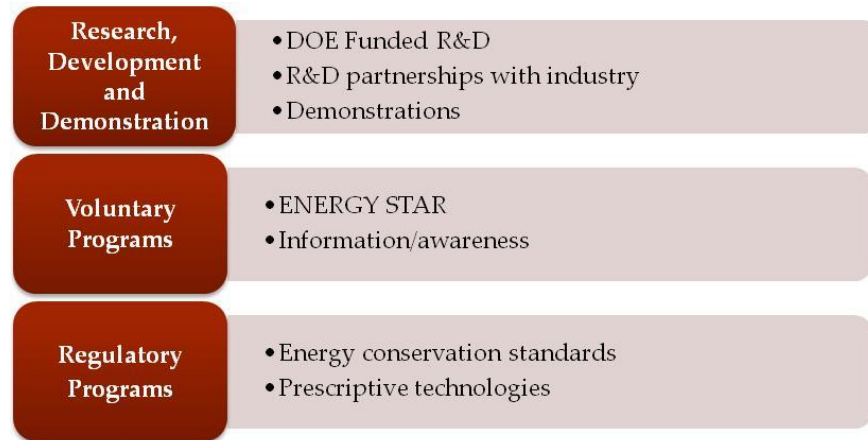 Research,
Development
and
Demonstration
• DOE Funded R&D
• R&D partnerships with industry
• Demonstrations
Voluntary
Programs
• ENERGY STAR
• Information/awareness
Regulatory
Programs
• Energy conservation standards
• Prescriptive technologies